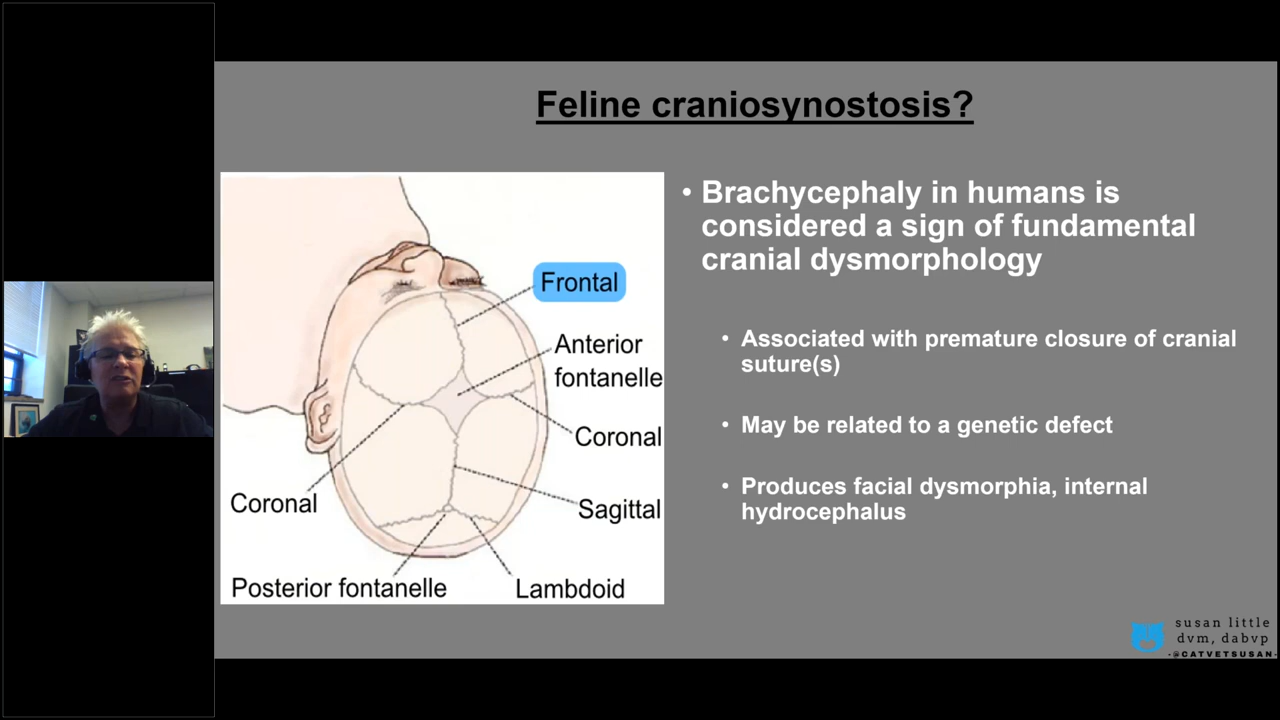 Feline craniosynostosis?
Frontal
Anterior
fontanelle
Coronal
Coronal
Sagittal
Posterior fontanelle
Lambdoid
• Brachycephaly in humans is
considered a sign of fundamental
cranial dysmorphology
• Associated with premature closure of cranial
suture(s)
• May be related to a genetic defect
• Produces facial dysmorphia, internal
hydrocephalus
susan little
dvm, dabvp
-@CATVETSUSAN-